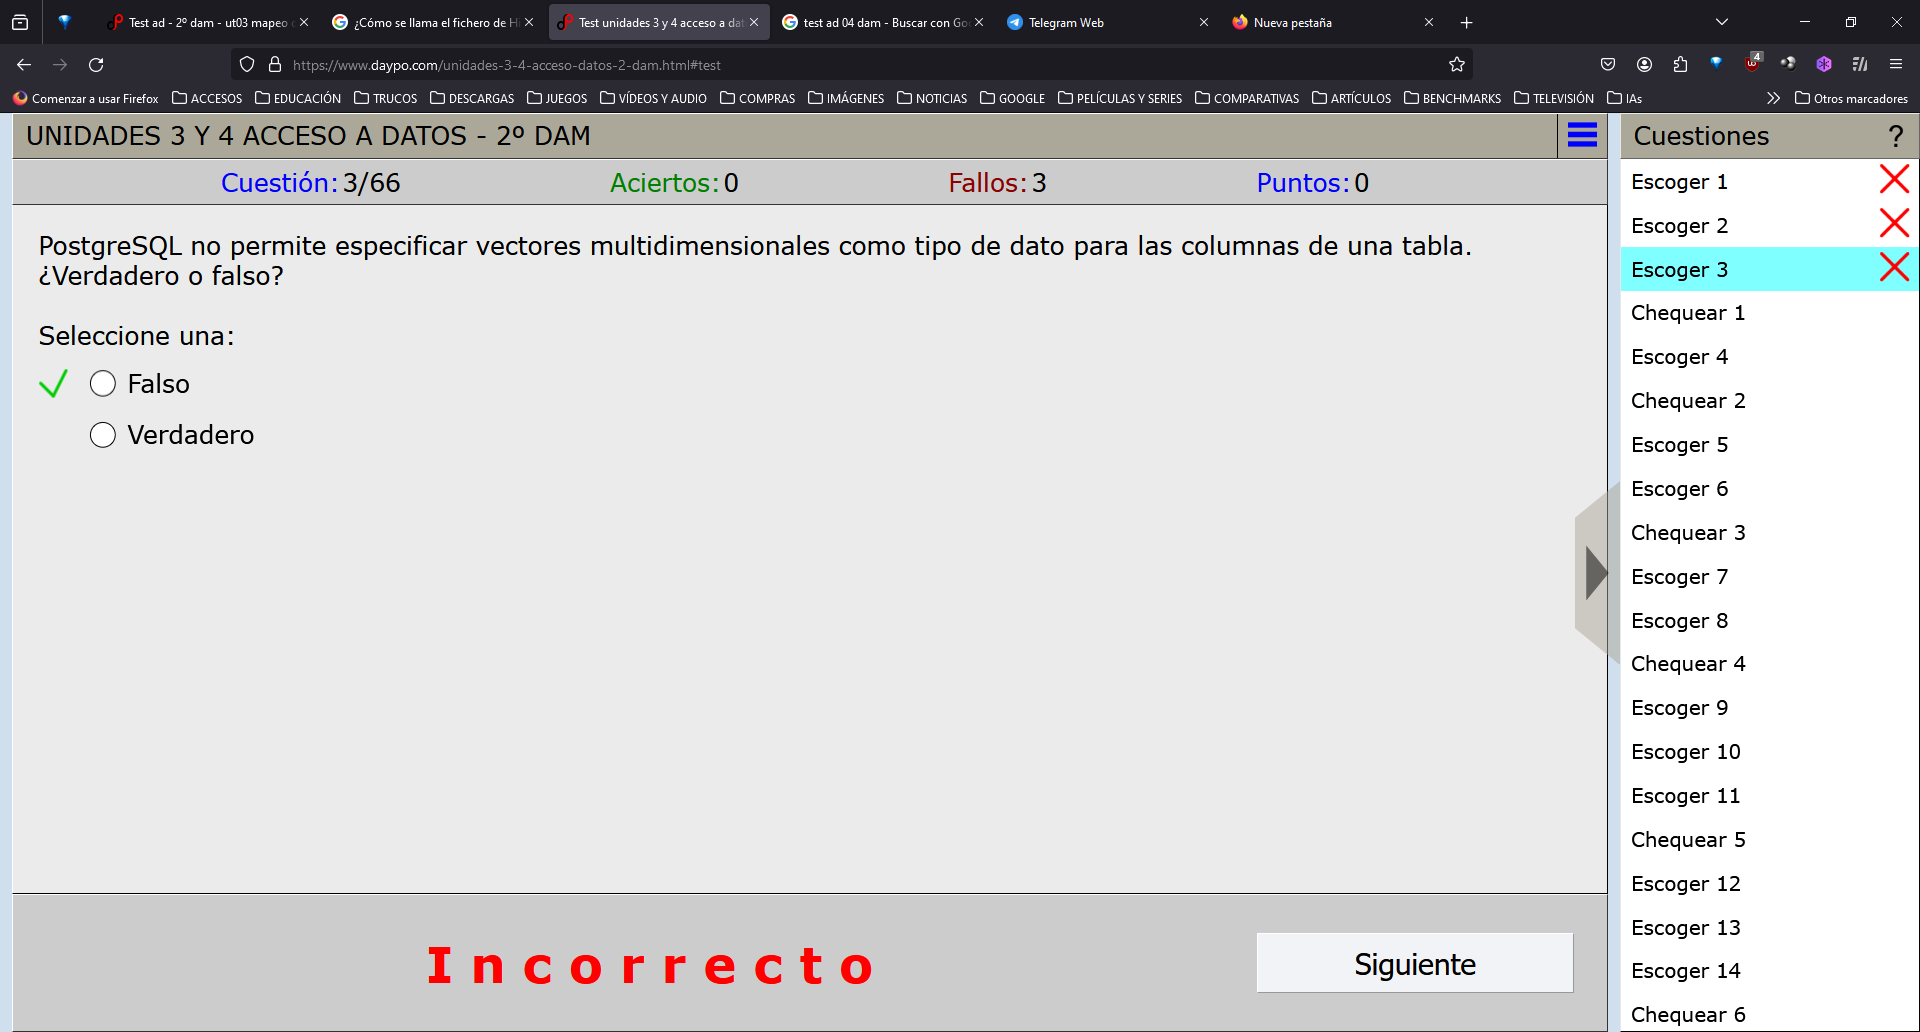 Test ad - 2º dam - ut03 mapeo
¿Cómo se llama el fichero de Hi
Test unidades 3 y 4 acceso a dat
test ad 04 dam - Buscar con Go
Telegram Web
Nueva pestaña
https://www.daypo.com/unidades-3-4-acceso-datos-2-dam.html#test
4
Comenzar a usar Firefox
ACCESOS
EDUCACIÓN
TRUCOS
DESCARGAS
JUEGOS
VÍDEOS Y AUDIO
COMPRAS
IMÁGENES
NOTICIAS
GOOGLE
PELÍCULAS Y SERIES
COMPARATIVAS
ARTÍCULOS
BENCHMARKS
TELEVISIÓN
IAs
Otros marcadores
UNIDADES 3 Y 4 ACCESO A DATOS - 2º DAM
Cuestión: 3/66
Aciertos: 0
Fallos: 3
Puntos: 0
PostgreSQL no permite especificar vectores multidimensionales como tipo de dato para las columnas de una tabla.
¿Verdadero o falso?
Seleccione una:
Falso
Verdadero
Incorrecto
Siguiente
Cuestiones ?
Escoger 1
Escoger 2
Escoger 3
Chequear 1
Escoger 4
Chequear 2
Escoger 5
Escoger 6
Chequear 3
Escoger 7
Escoger 8
Chequear 4
Escoger 9
Escoger 10
Escoger 11
Chequear 5
Escoger 12
Escoger 13
Escoger 14
Chequear 6